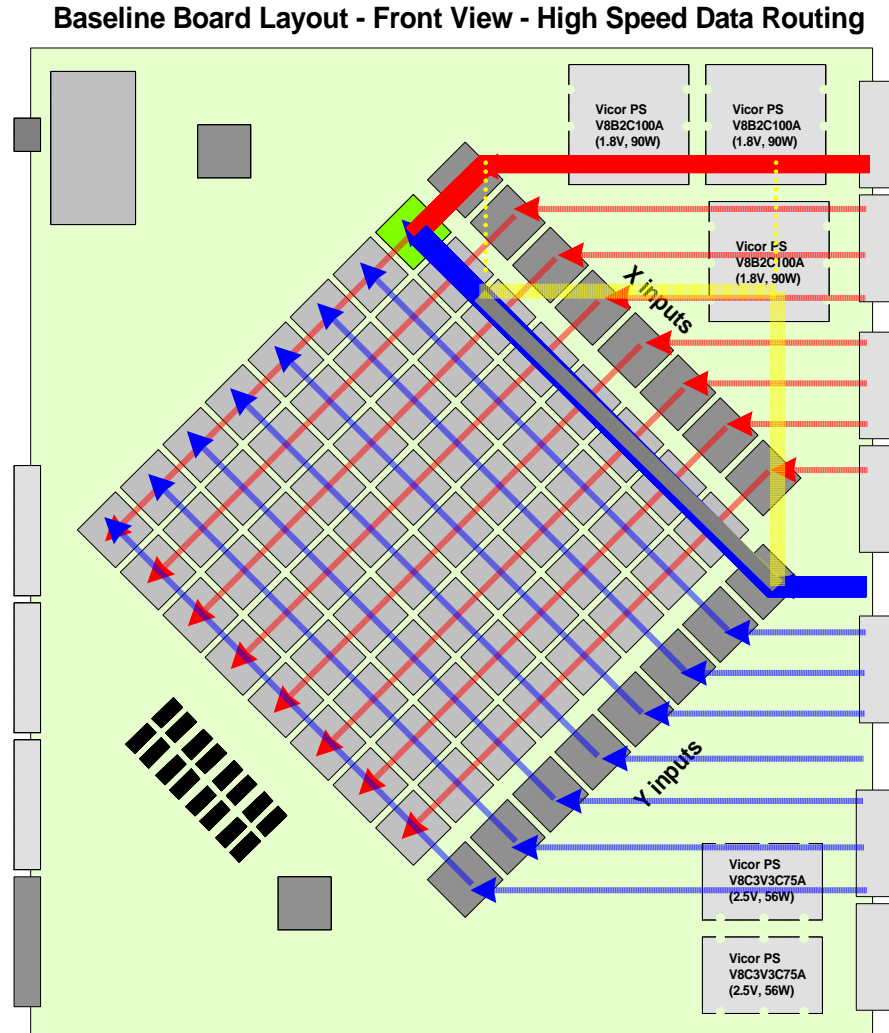 Baseline Board Layout - Front View - High Speed Data Routing
Vicor PS
V8B2C100A
(1.8V, 90W)
Vicor PS
V8B2C100A
(1.8V, 90W)
Vicor PS
V8B2C100A
(1.8V, 90W)
X inputs
Y inputs
Vicor PS
V8C3V3C75A
(2.5V, 56W)
Vicor PS
V8C3V3C75A
(2.5V, 56W)